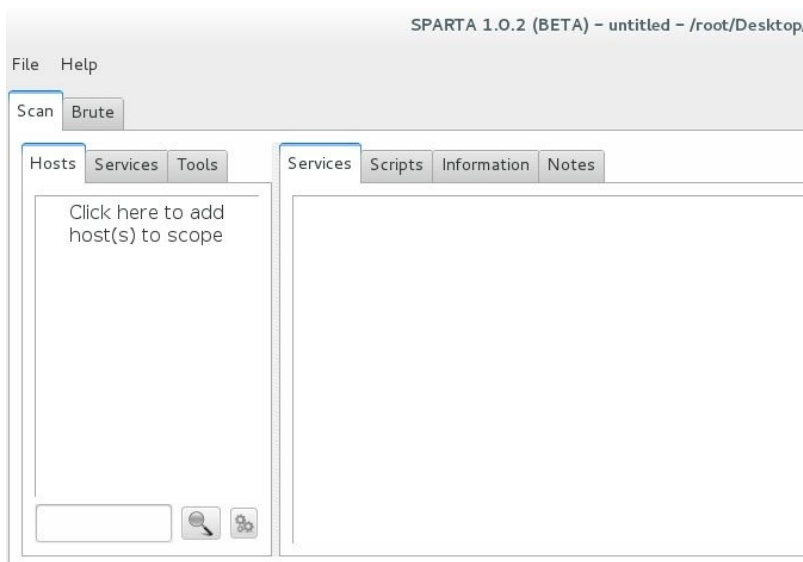 SPARTA 1.0.2 (BETA) – untitled – /root/Desktop/
File Help
Scan Brute
Hosts Services Tools
Services Scripts Information Notes
Click here to add
host(s) to scope